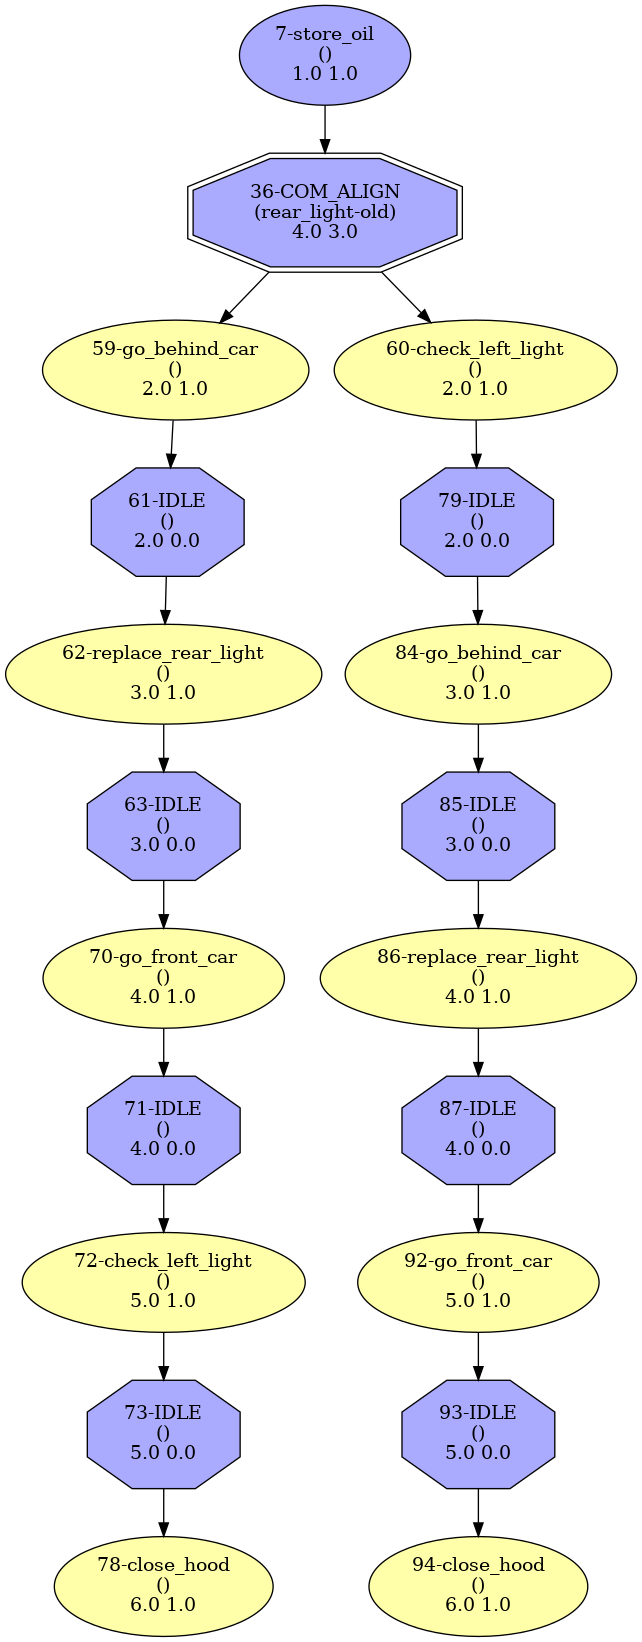 7-store_oil
()
1.0 1.0
36-COM_ALIGN
(rear_light-old)
4.0 3.0
59-go_behind_car
()
2.0 1.0
60-check_left_light
()
2.0 1.0
61-IDLE
()
2.0 0.0
79-IDLE
()
2.0 0.0
62-replace_rear_light
()
3.0 1.0
84-go_behind_car
()
3.0 1.0
63-IDLE
()
3.0 0.0
85-IDLE
()
3.0 0.0
70-go_front_car
()
4.0 1.0
86-replace_rear_light
()
4.0 1.0
71-IDLE
()
4.0 0.0
87-IDLE
()
4.0 0.0
72-check_left_light
()
5.0 1.0
92-go_front_car
()
5.0 1.0
73-IDLE
()
5.0 0.0
93-IDLE
()
5.0 0.0
78-close_hood
()
6.0 1.0
94-close_hood
()
6.0 1.0